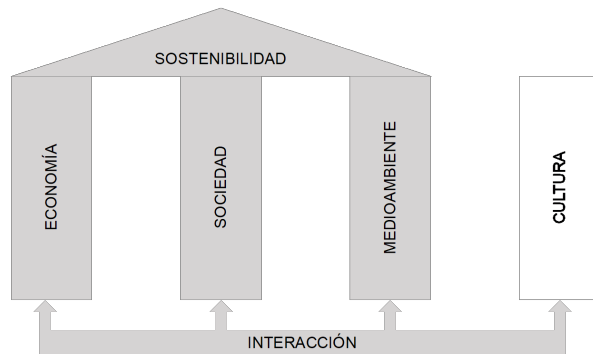 SOSTENIBILIDAD
ECONOMÍA
SOCIEDAD
MEDIOAMBIENTE
CULTURA
INTERACCIÓN